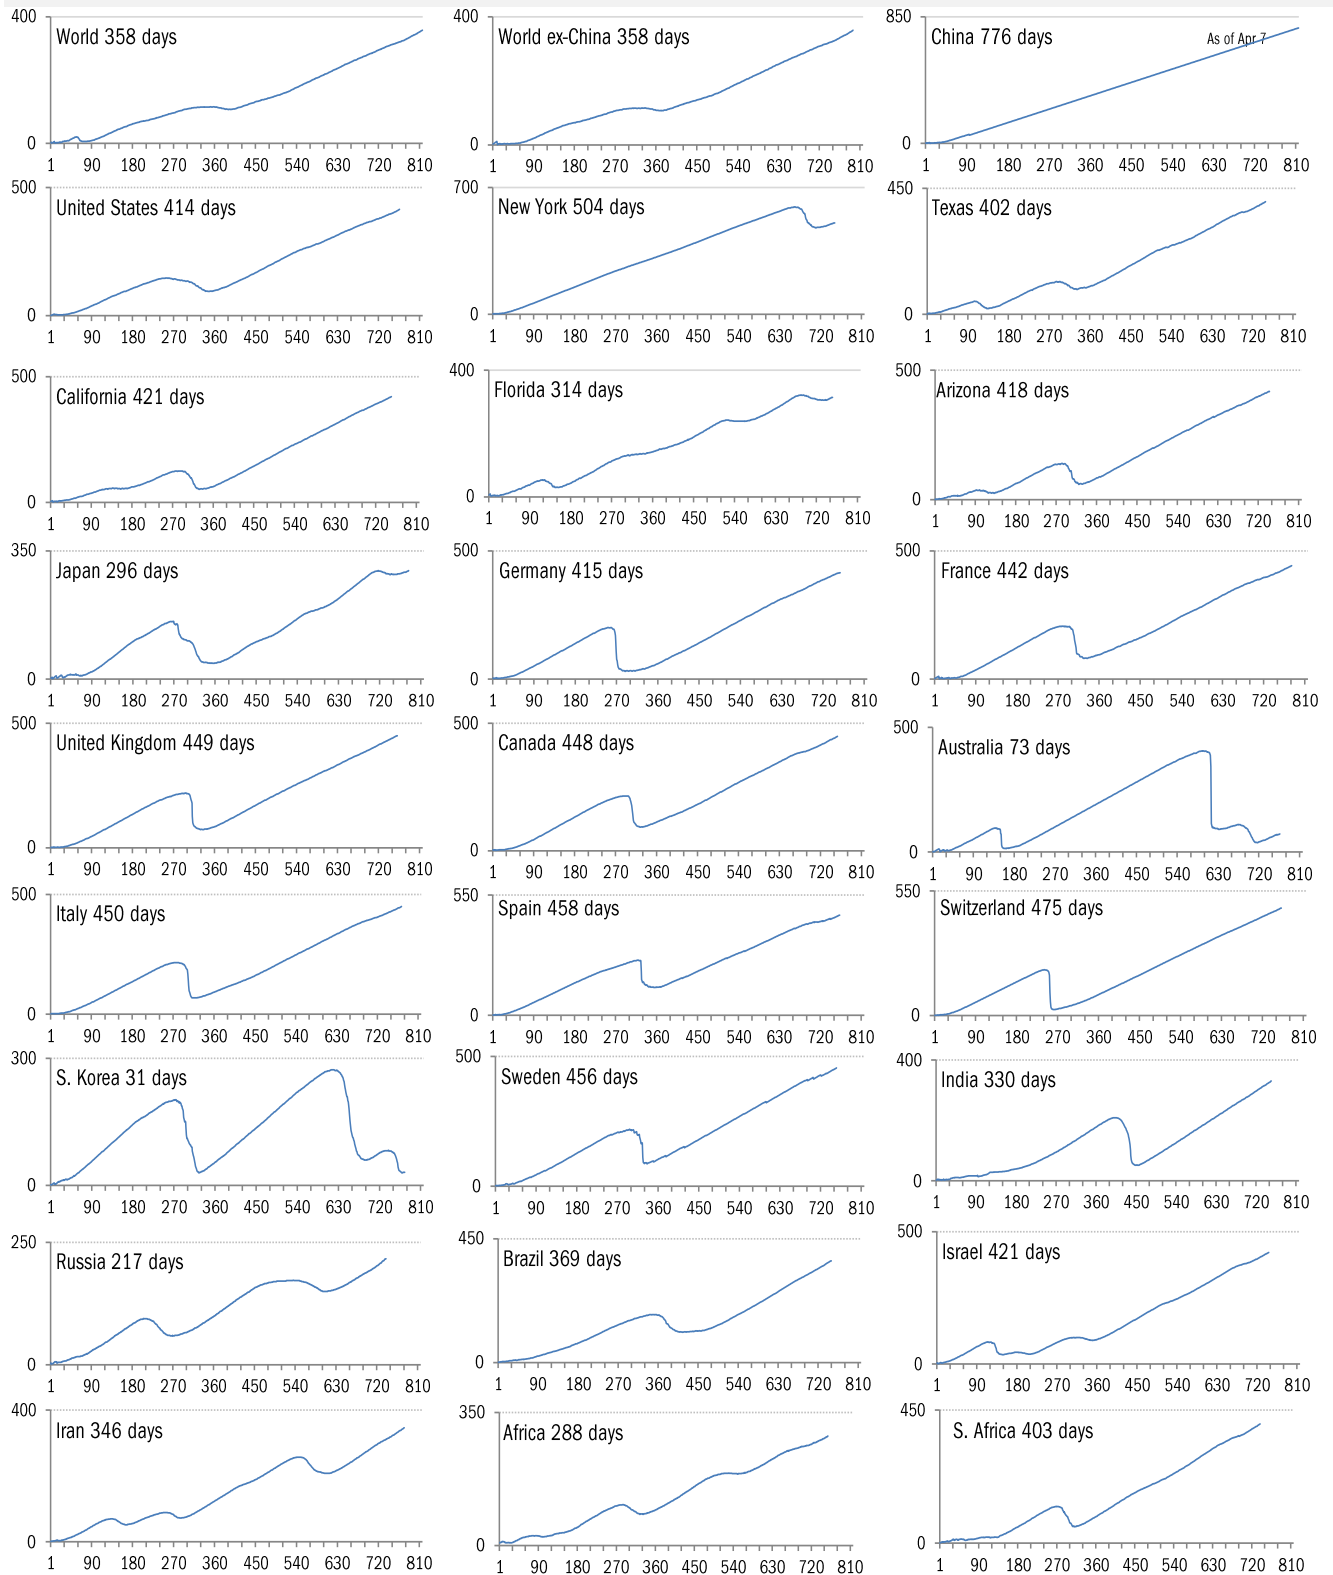 400
World 358 days
0
1 90 180 270 360 450 540 630 720 810
400
World ex-China 358 days
0
1 90 180 270 360 450 540 630 720 810
850
China 776 days
As of Apr 7
0
1 90 180 270 360 450 540 630 720 810
500
United States 414 days
0
1 90 180 270 360 450 540 630 720 810
700
New York 504 days
0
1 90 180 270 360 450 540 630 720 810
450
Texas 402 days
0
1 90 180 270 360 450 540 630 720 810
500
California 421 days
0
1 90 180 270 360 450 540 630 720 810
400
Florida 314 days
0
1 90 180 270 360 450 540 630 720 810
500
Arizona 418 days
0
1 90 180 270 360 450 540 630 720 810
350
Japan 296 days
0
1 90 180 270 360 450 540 630 720 810
500
Germany 415 days
0
1 90 180 270 360 450 540 630 720 810
500
France 442 days
0
1 90 180 270 360 450 540 630 720 810
500
United Kingdom 449 days
0
1 90 180 270 360 450 540 630 720 810
500
Canada 448 days
0
1 90 180 270 360 450 540 630 720 810
500
Australia 73 days
0
1 90 180 270 360 450 540 630 720 810
500
Italy 450 days
0
1 90 180 270 360 450 540 630 720 810
550
Spain 458 days
0
1 90 180 270 360 450 540 630 720 810
550
Switzerland 475 days
0
1 90 180 270 360 450 540 630 720 810
300
S. Korea 31 days
0
1 90 180 270 360 450 540 630 720 810
500
Sweden 456 days
0
1 90 180 270 360 450 540 630 720 810
400
India 330 days
0
1 90 180 270 360 450 540 630 720 810
250
Russia 217 days
0
1 90 180 270 360 450 540 630 720 810
450
Brazil 369 days
0
1 90 180 270 360 450 540 630 720 810
500
Israel 421 days
0
1 90 180 270 360 450 540 630 720 810
400
Iran 346 days
0
1 90 180 270 360 450 540 630 720 810
350
Africa 288 days
0
1 90 180 270 360 450 540 630 720 810
450
S. Africa 403 days
0
1 90 180 270 360 450 540 630 720 810